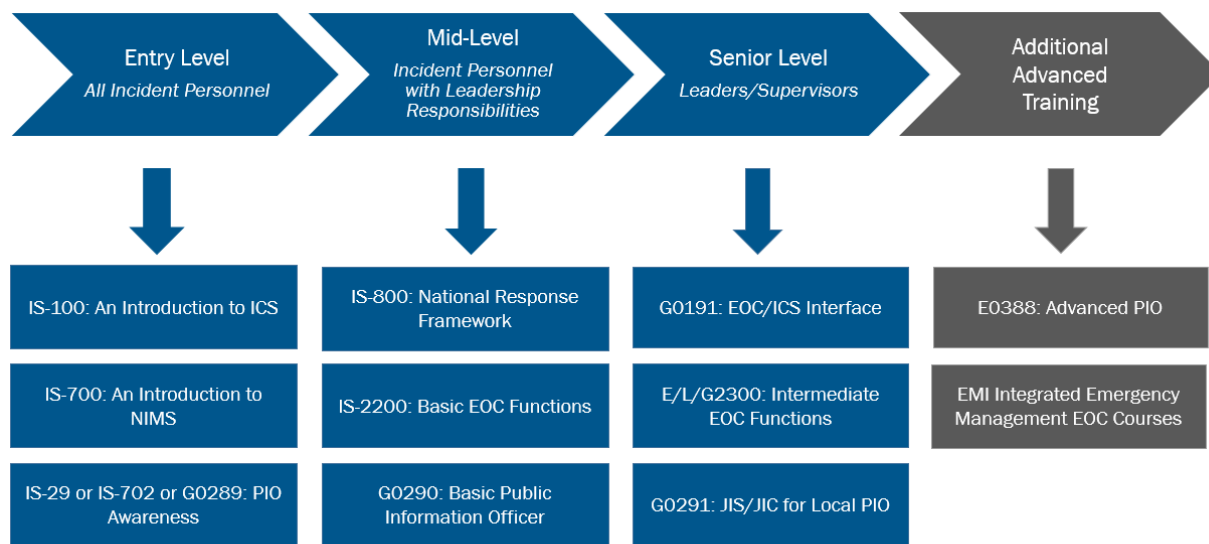 Entry Level
All Incident Personnel
Mid-Level
Incident Personnel
with Leadership
Responsibilities
Senior Level
Leaders/Supervisors
Additional
Advanced
Training
IS-100: An Introduction to ICS
IS-700: An Introduction to
NIMS
IS-29 or IS-702 or G0289: PIO
Awareness
IS-800: National Response
Framework
IS-2200: Basic EOC Functions
G0290: Basic Public
Information Officer
G0191: EOC/ICS Interface
E/L/G2300: Intermediate
EOC Functions
G0291: JIS/JIC for Local PIO
E0388: Advanced PIO
EMI Integrated Emergency
Management EOC Courses